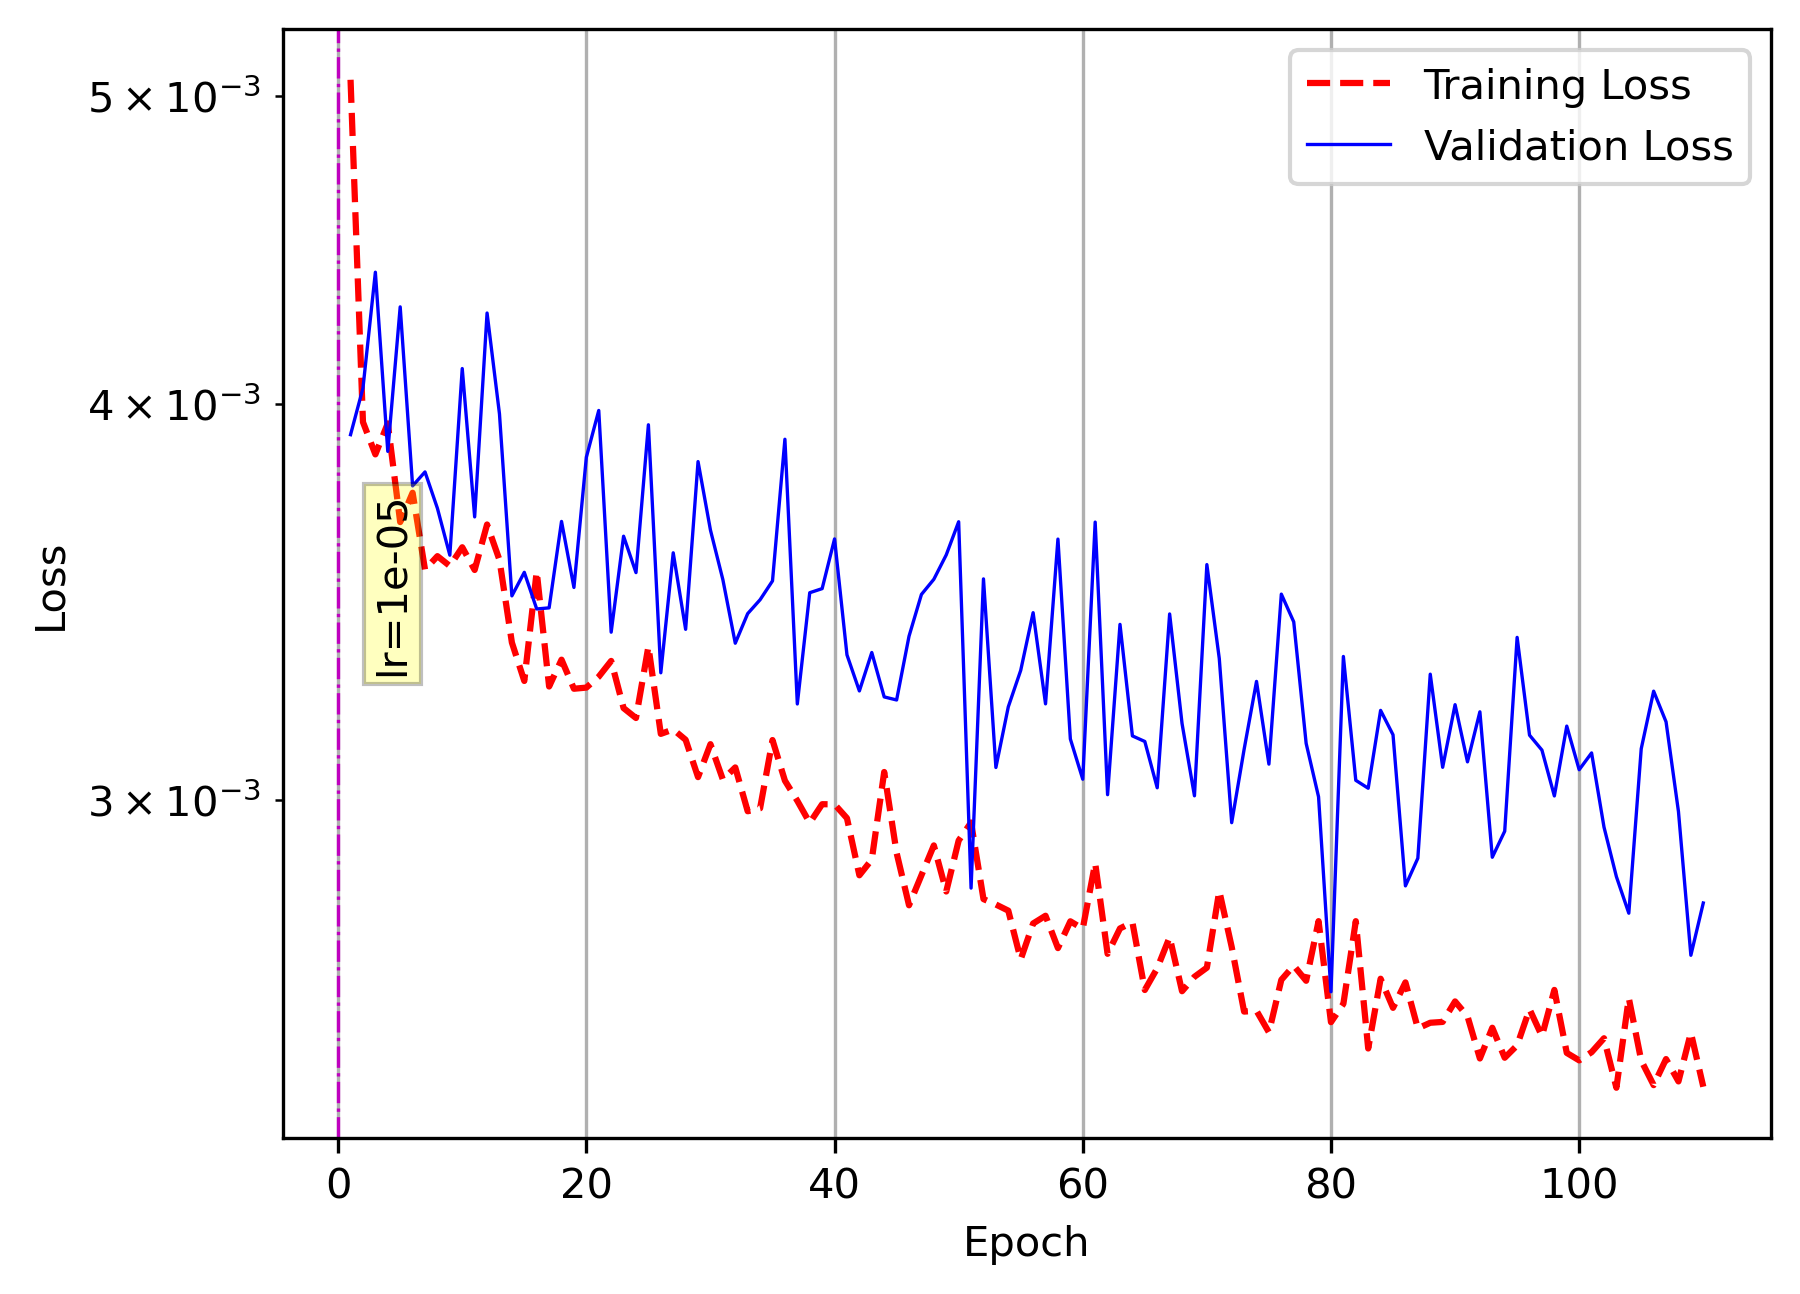 5×10⁻³
4×10⁻³
3×10⁻³
Loss
lr=1e-05
Training Loss
Validation Loss
0 20 40 60 80 100
Epoch